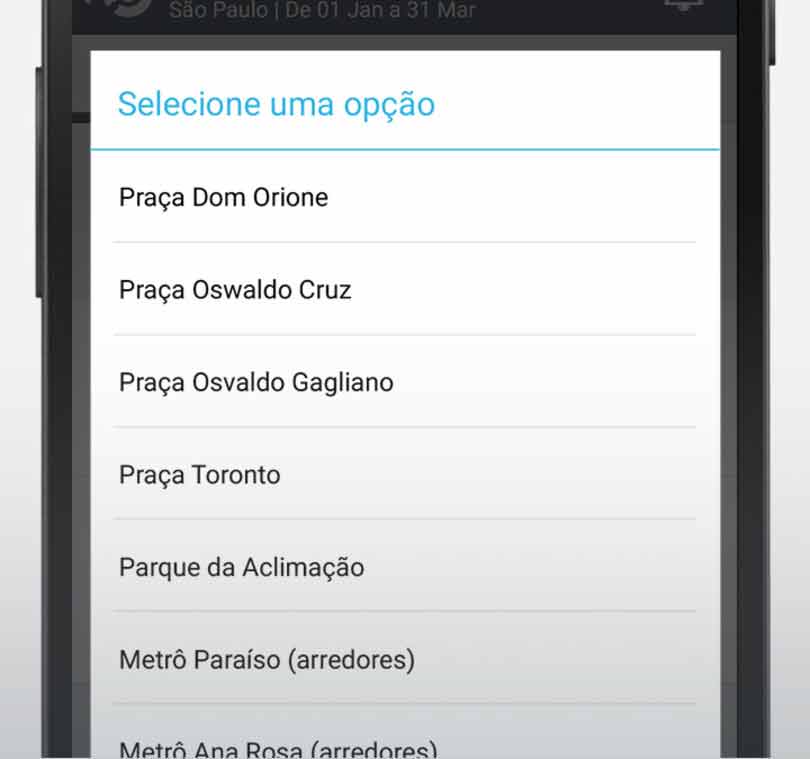 São Paulo | De 01 Jan a 31 Mar
Selecione uma opção
Praça Dom Orione
Praça Oswaldo Cruz
Praça Osvaldo Gagliano
Praça Toronto
Parque da Aclimação
Metrô Paraíso (arredores)
Metrô Ana Rosa (arredores)